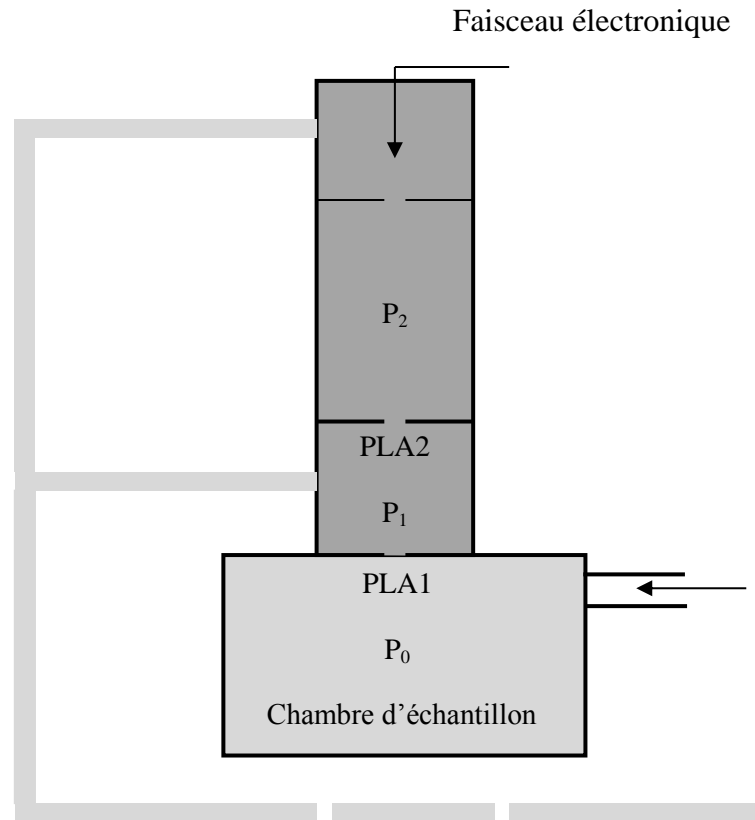 Faisceau électronique
P₂
PLA2
P₁
PLA1
P₀
Chambre d'échantillon